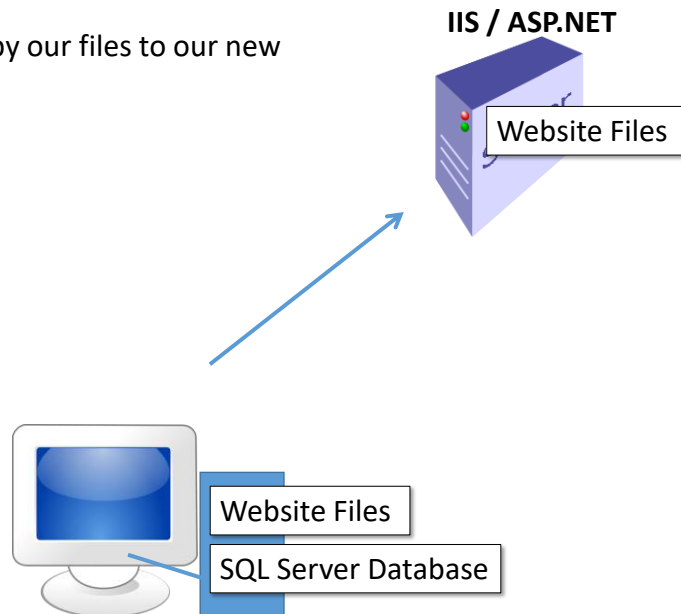 IIS / ASP.NET
py our files to our new
Website Files
Website Files
SQL Server Database